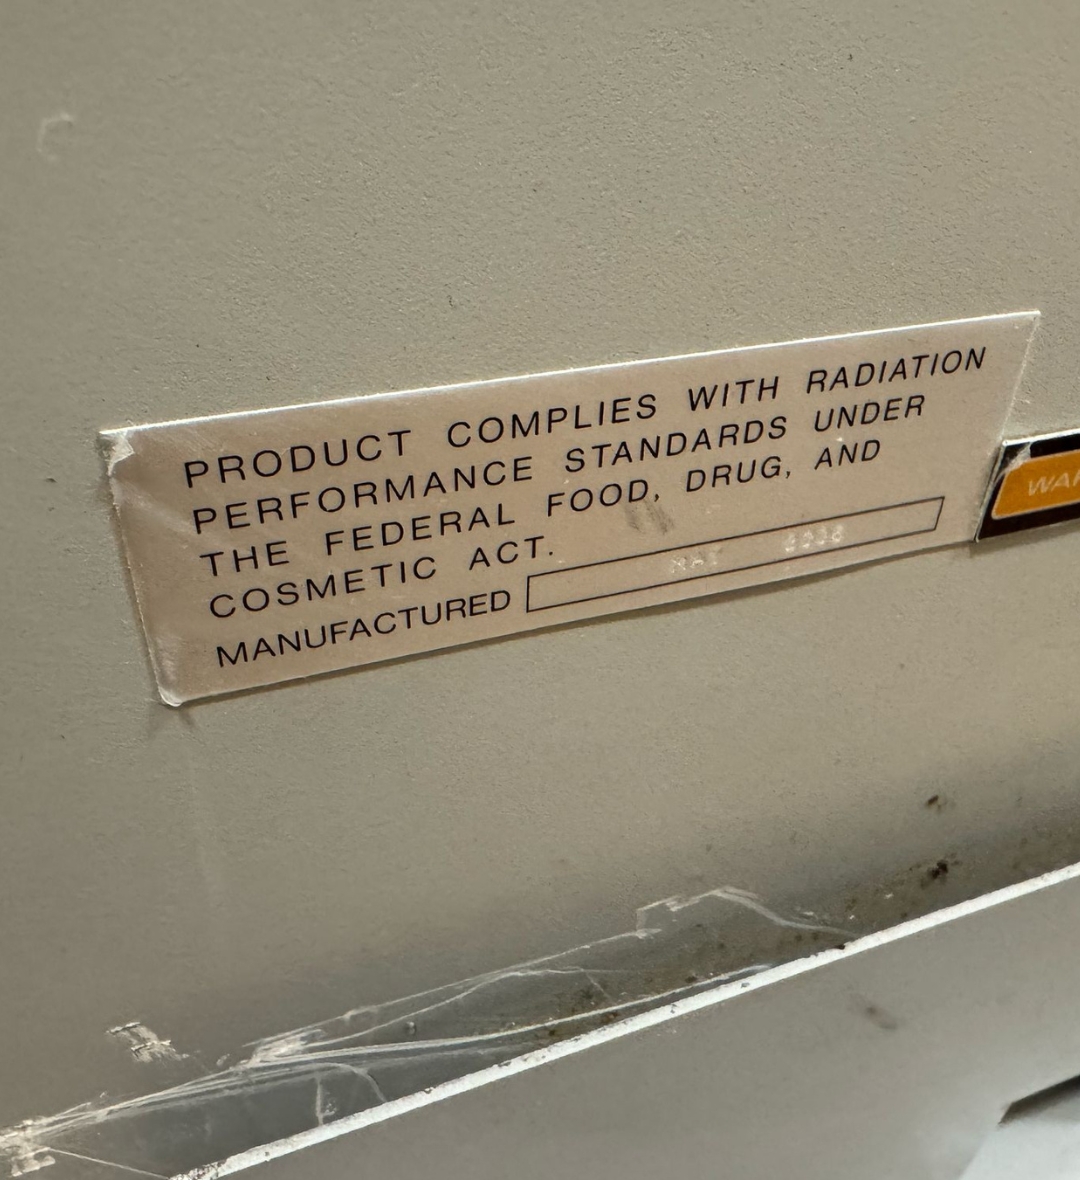 PRODUCT COMPLIES WITH RADIATION
PERFORMANCE STANDARDS UNDER
THE FEDERAL FOOD, DRUG, AND
COSMETIC ACT.
MANUFACTURED